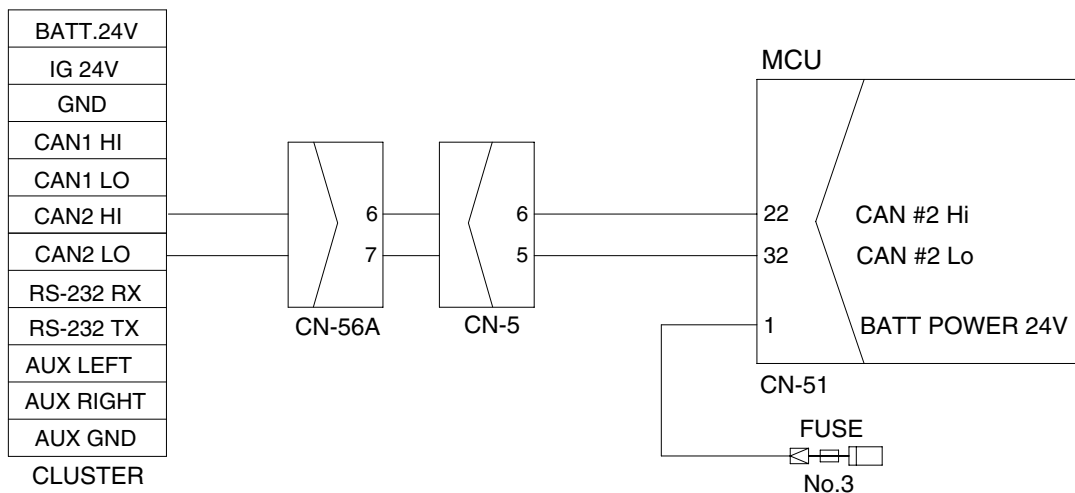 BATT.24V
IG 24V
GND
CAN1 HI
CAN1 LO
CAN2 HI
CAN2 LO
RS-232 RX
RS-232 TX
AUX LEFT
AUX RIGHT
AUX GND
CLUSTER
6
7
CN-56A
6
5
CN-5
MCU
22 CAN #2 Hi
32 CAN #2 Lo
1 BATT POWER 24V
CN-51
FUSE
No.3